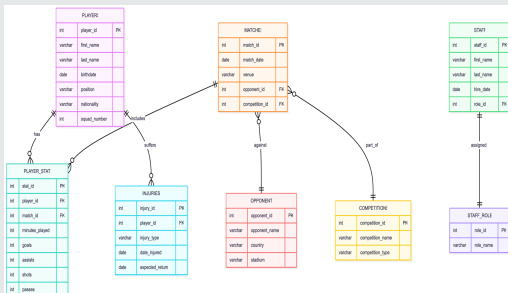 PLAYERS
int player_id PK
varchar first_name
varchar last_name
date birthdate
varchar position
varchar nationality
int squad_number
MATCHES
int match_id PK
date match_date
varchar venue
int opponent_id FK
int competition_id FK
STAFF
int staff_id PK
varchar first_name
varchar last_name
date hire_date
int role_id FK
has
includes
suffers
against
part_of
assigned
PLAYER_STAT
int stat_id PK
int player_id FK
int match_id FK
int minutes_played
int goals
int assists
int shots
int passes
INJURIES
int injury_id PK
int player_id FK
varchar injury_type
date date_injured
date expected_return
OPPONENT
int opponent_id PK
varchar opponent_name
varchar country
varchar stadium
COMPETITION
int competition_id PK
varchar competition_name
varchar competition_type
STAFF_ROLE
int role_id PK
varchar role_name